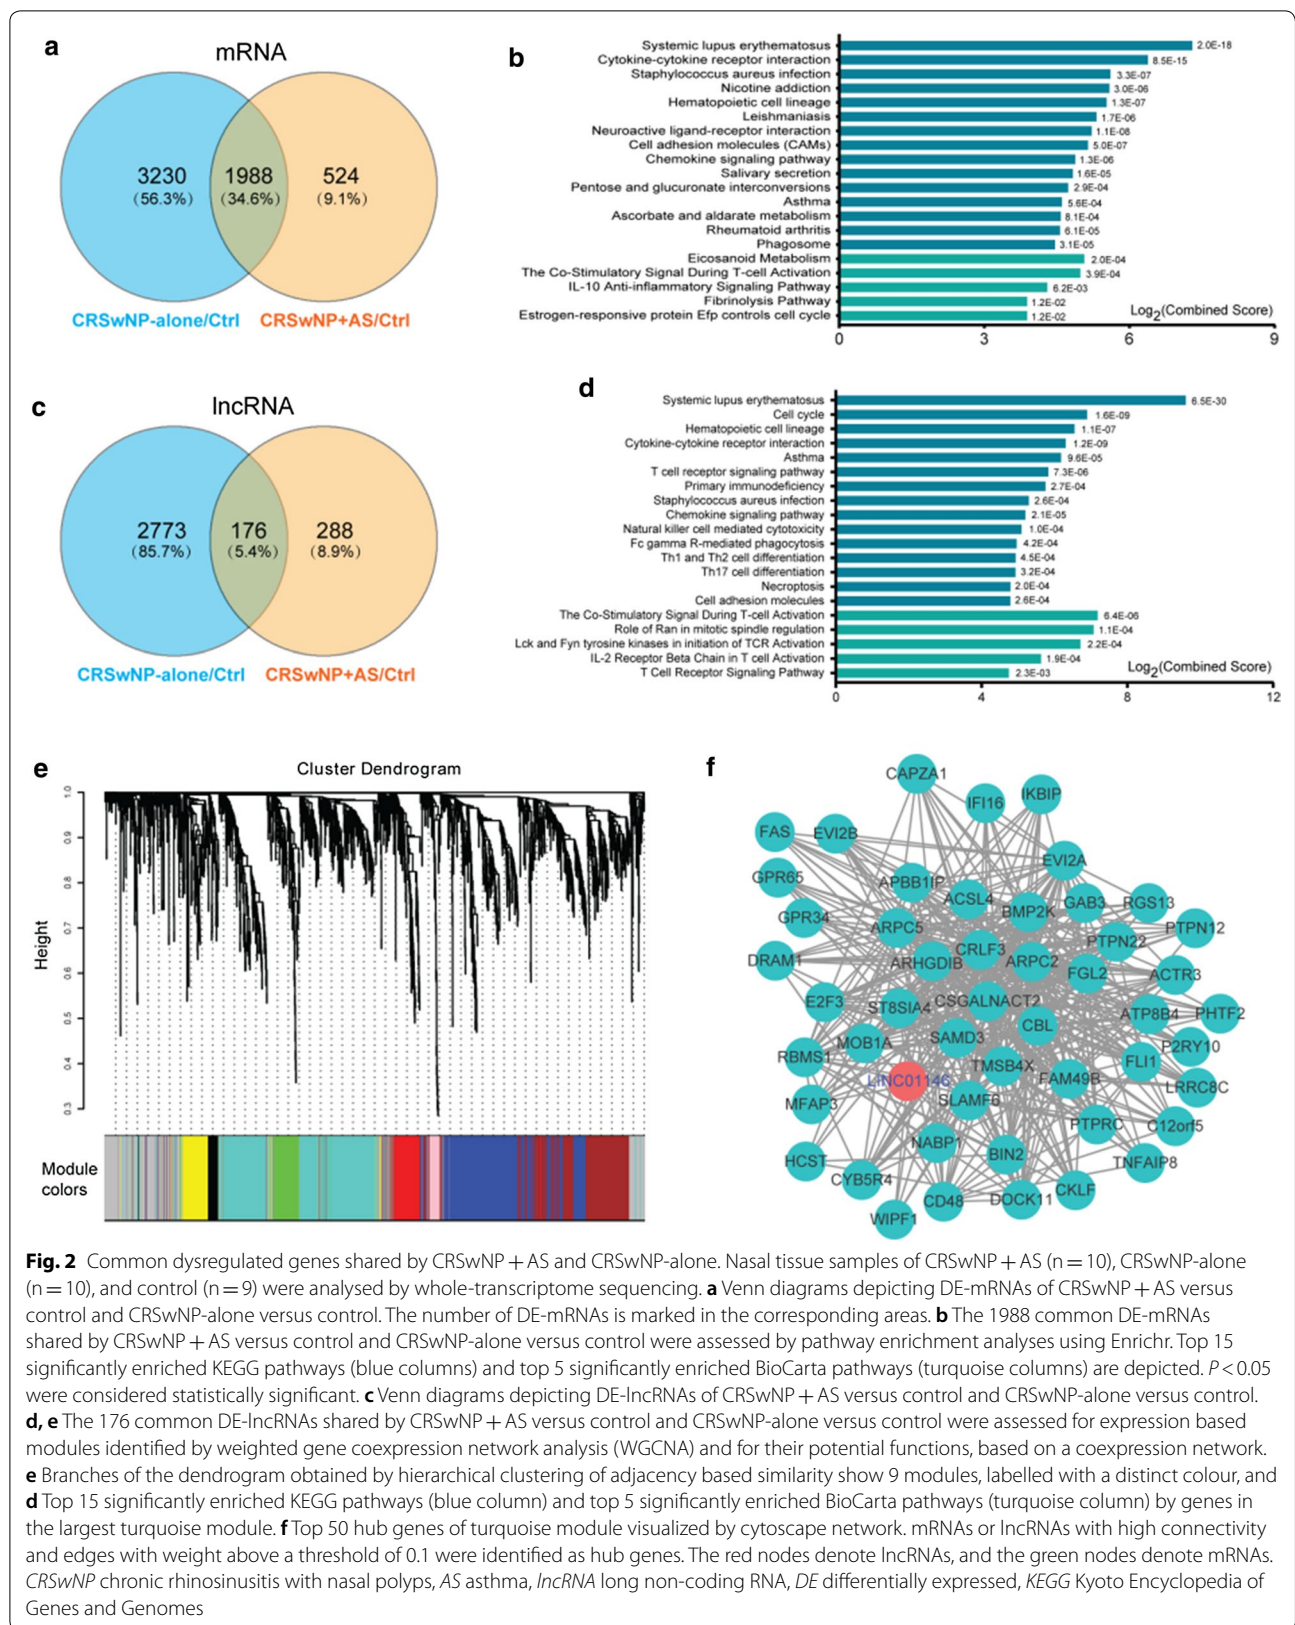 a
mRNA
3230
(56.3%)
1988
(34.6%)
524
(9.1%)
CRSwNP-alone/Ctrl CRSwNP+AS/Ctrl
b
Systemic lupus erythematosus 2.0E-18
Cytokine-cytokine receptor interaction 8.5E-15
Staphylococcus aureus infection 3.3E-07
Nicotine addiction 3.0E-06
Hematopoietic cell lineage 1.3E-07
Leishmaniasis 1.7E-06
Neuroactive ligand-receptor interaction 1.1E-08
Cell adhesion molecules (CAMs) 5.0E-07
Chemokine signaling pathway 1.3E-06
Salivary secretion 1.6E-05
Pentose and glucuronate interconversions 2.9E-04
Asthma 5.6E-04
Ascorbate and aldarate metabolism 8.1E-04
Rheumatoid arthritis 6.1E-05
Phagosome 3.1E-05
Eicosanoid Metabolism 2.0E-04
The Co-Stimulatory Signal During T-cell Activation 3.9E-04
IL-10 Anti-inflammatory Signaling Pathway 6.2E-03
Fibrinolysis Pathway 1.2E-02
Estrogen-responsive protein Efp controls cell cycle 1.2E-02
Log2(Combined Score)
0 3 6 9
c
lncRNA
2773
(85.7%)
176
(5.4%)
288
(8.9%)
CRSwNP-alone/Ctrl CRSwNP+AS/Ctrl
d
Systemic lupus erythematosus 6.5E-30
Cell cycle 1.6E-09
Hematopoietic cell lineage 1.1E-07
Cytokine-cytokine receptor interaction 1.2E-09
Asthma 9.6E-05
T cell receptor signaling pathway 7.3E-06
Primary immunodeficiency 2.7E-04
Staphylococcus aureus infection 2.6E-04
Chemokine signaling pathway 2.1E-05
Natural killer cell mediated cytotoxicity 1.0E-04
Fc gamma R-mediated phagocytosis 4.2E-04
Th1 and Th2 cell differentiation 4.5E-04
Th17 cell differentiation 3.2E-04
Necroptosis 2.0E-04
Cell adhesion molecules 2.6E-04
The Co-Stimulatory Signal During T-cell Activation 6.4E-06
Role of Ran in mitotic spindle regulation 1.1E-04
Lck and Fyn tyrosine kinases in initiation of TCR Activation 2.2E-04
IL-2 Receptor Beta Chain in T cell Activation 1.9E-04
T Cell Receptor Signaling Pathway 2.3E-03
Log2(Combined Score)
0 4 8 12
e
Cluster Dendrogram
Height
1.0
0.9
0.8
0.7
0.6
0.5
0.4
0.3
Module
colors
f
CAPZA1
IFI16
IKBIP
FAS
EVI2B
EVI2A
GPR65
APBB1IP
ACSL4
BMP2K
GAB3
RGS13
GPR34
ARPC5
PTPN22
PTPN12
DRAM1
ARHGDIB
CRLF3
ARPC2
FGL2
ACTR3
E2F3
ST8SIA4
CSGALNACT2
ATP8B4
PHTF2
MOB1A
SAMD3
CBL
P2RY10
RBMS1
TMSB4X
FLI1
LINC01146
FAM49B
LRRC8C
MFAP3
SLAMF6
PTPRC
C12orf5
NABP1
BIN2
HCST
TNFAIP8
CYB5R4
CD48
DOCK11
CKLF
WIPF1
Fig. 2 Common dysregulated genes shared by CRSwNP + AS and CRSwNP-alone. Nasal tissue samples of CRSwNP + AS (n = 10), CRSwNP-alone
(n = 10), and control (n = 9) were analysed by whole-transcriptome sequencing. a Venn diagrams depicting DE-mRNAs of CRSwNP + AS versus
control and CRSwNP-alone versus control. The number of DE-mRNAs is marked in the corresponding areas. b The 1988 common DE-mRNAs
shared by CRSwNP + AS versus control and CRSwNP-alone versus control were assessed by pathway enrichment analyses using Enrichr. Top 15
significantly enriched KEGG pathways (blue columns) and top 5 significantly enriched BioCarta pathways (turquoise columns) are depicted. P < 0.05
were considered statistically significant. c Venn diagrams depicting DE-lncRNAs of CRSwNP + AS versus control and CRSwNP-alone versus control.
d, e The 176 common DE-lncRNAs shared by CRSwNP + AS versus control and CRSwNP-alone versus control were assessed for expression based
modules identified by weighted gene coexpression network analysis (WGCNA) and for their potential functions, based on a coexpression network.
e Branches of the dendrogram obtained by hierarchical clustering of adjacency based similarity show 9 modules, labelled with a distinct colour, and
d Top 15 significantly enriched KEGG pathways (blue column) and top 5 significantly enriched BioCarta pathways (turquoise column) by genes in
the largest turquoise module. f Top 50 hub genes of turquoise module visualized by cytoscape network. mRNAs or lncRNAs with high connectivity
and edges with weight above a threshold of 0.1 were identified as hub genes. The red nodes denote lncRNAs, and the green nodes denote mRNAs.
CRSwNP chronic rhinosinusitis with nasal polyps, AS asthma, lncRNA long non-coding RNA, DE differentially expressed, KEGG Kyoto Encyclopedia of
Genes and Genomes